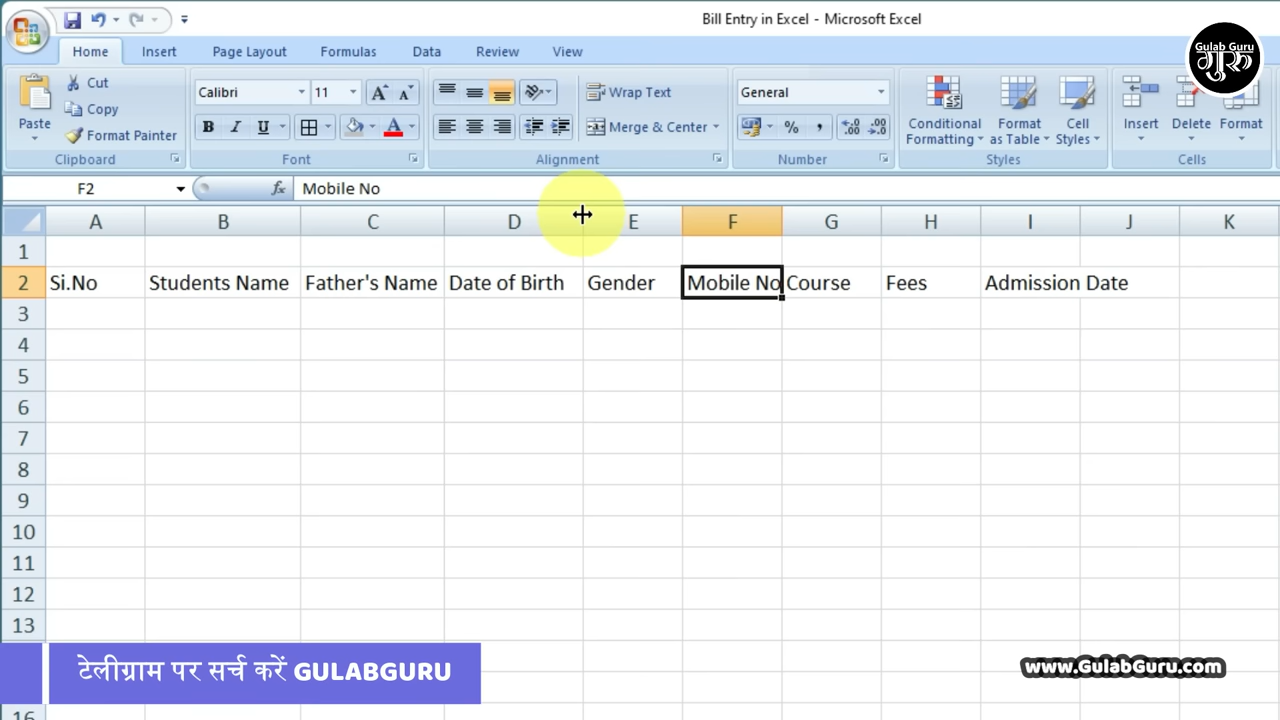 Bill Entry in Excel - Microsoft Excel
Gulab Guru
गुरु
Home Insert Page Layout Formulas Data Review View
Paste
Cut
Copy
Format Painter
Clipboard
Calibri 11
B I U
Font
Wrap Text
Merge & Center
Alignment
General
%
Number
Conditional Formatting
Format as Table
Cell Styles
Styles
Insert Delete Format
Cells
F2 fx Mobile No
A B C D E F G H I J K
1
2 Si.No Students Name Father's Name Date of Birth Gender Mobile No Course Fees Admission Date
3
4
5
6
7
8
9
10
11
12
13
16
टेलीग्राम पर सर्च करें GULABGURU
www.GulabGuru.com